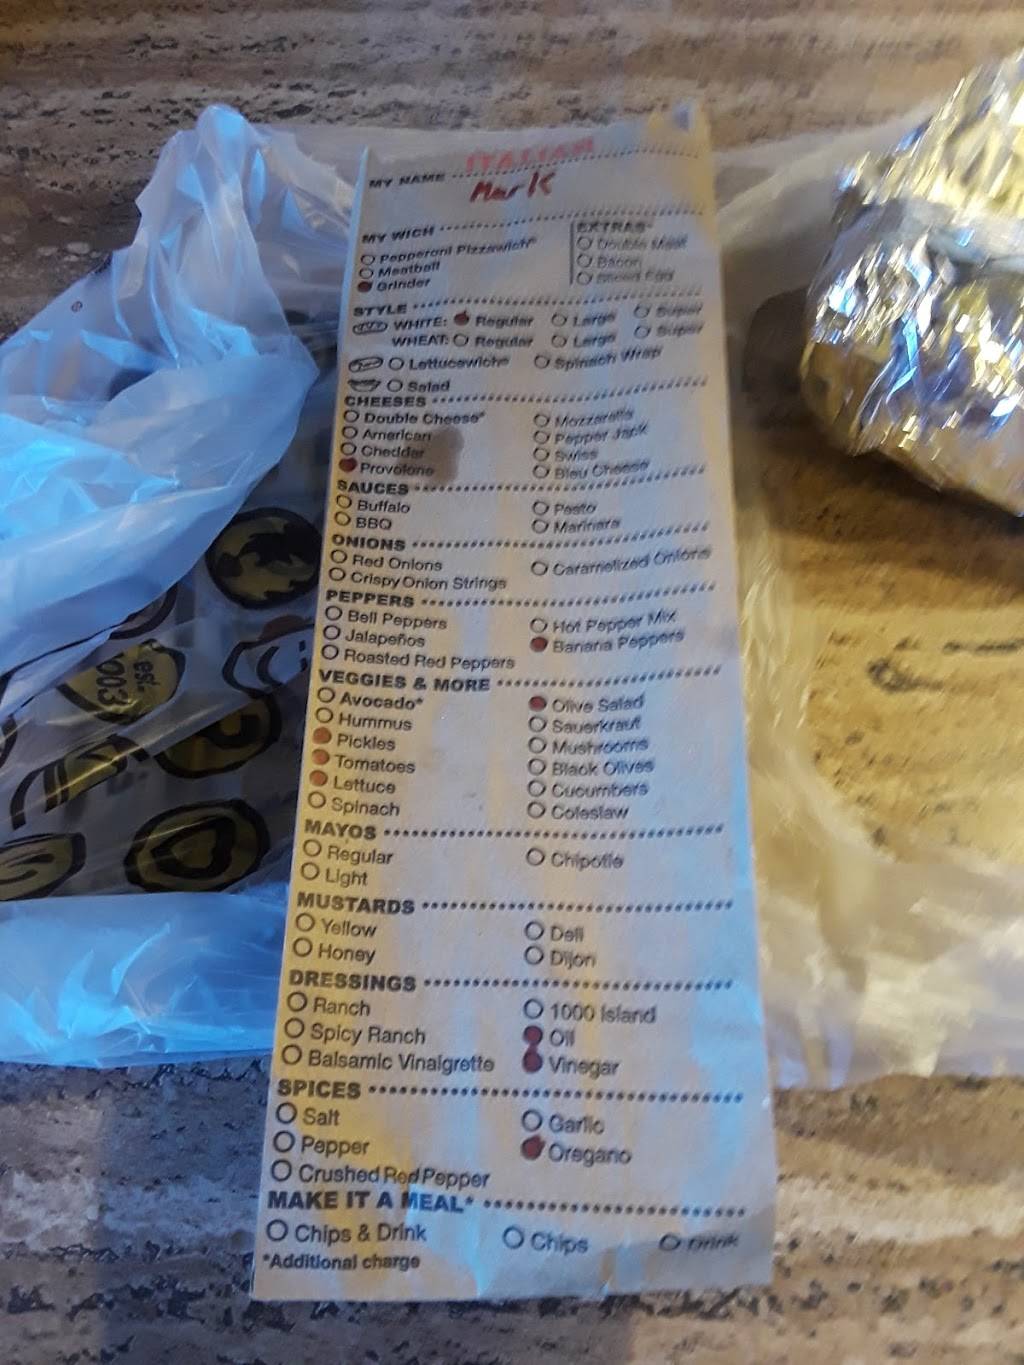 ITALIAN
MY NAME
Mark
MY WICH
Pepperoni Pizzawich*
Meatball
Grinder
EXTRAS*
Double Meat
Bacon
Sliced Egg
STYLE
WHITE: Regular Large Super
WHEAT: Regular Large Super
Lettucewich Spinach Wrap
Salad
CHEESES
Double Cheese* Mozzarella
American Pepper Jack
Cheddar Swiss
Provolone Bleu Cheese
SAUCES
Buffalo Pesto
BBQ Marinara
ONIONS
Red Onions Caramelized Onions
Crispy Onion Strings
PEPPERS
Bell Peppers Hot Pepper Mix
Jalapeños Banana Peppers
Roasted Red Peppers
VEGGIES & MORE
Avocado* Olive Salad
Hummus Sauerkraut
Pickles Mushrooms
Tomatoes Black Olives
Lettuce Cucumbers
Spinach Coleslaw
MAYOS
Regular Chipotle
Light
MUSTARDS
Yellow Deli
Honey Dijon
DRESSINGS
Ranch 1000 Island
Spicy Ranch Oil
Balsamic Vinaigrette Vinegar
SPICES
Salt Garlic
Pepper Oregano
Crushed Red Pepper
MAKE IT A MEAL*
Chips & Drink Chips Drink
*Additional charge
est.
2003